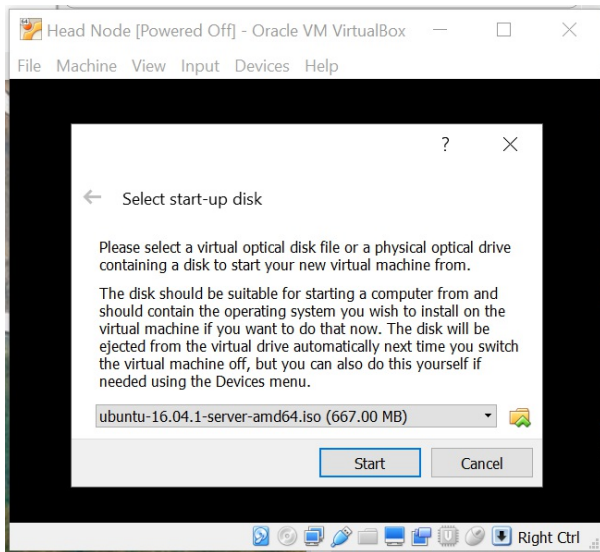 Head Node [Powered Off] - Oracle VM VirtualBox
File Machine View Input Devices Help
?
Select start-up disk
Please select a virtual optical disk file or a physical optical drive
containing a disk to start your new virtual machine from.
The disk should be suitable for starting a computer from and
should contain the operating system you wish to install on the
virtual machine if you want to do that now. The disk will be
ejected from the virtual drive automatically next time you switch
the virtual machine off, but you can also do this yourself if
needed using the Devices menu.
ubuntu-16.04.1-server-amd64.iso (667.00 MB)
Start Cancel
Right Ctrl